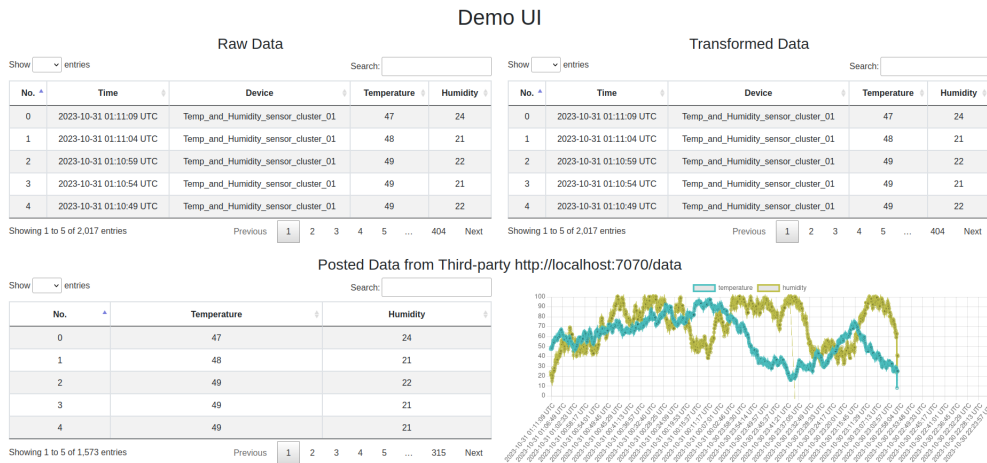 Demo UI
Raw Data
Show entries Search:
No. Time Device Temperature Humidity
0 2023-10-31 01:11:09 UTC Temp_and_Humidity_sensor_cluster_01 47 24
1 2023-10-31 01:11:04 UTC Temp_and_Humidity_sensor_cluster_01 48 21
2 2023-10-31 01:10:59 UTC Temp_and_Humidity_sensor_cluster_01 49 22
3 2023-10-31 01:10:54 UTC Temp_and_Humidity_sensor_cluster_01 49 21
4 2023-10-31 01:10:49 UTC Temp_and_Humidity_sensor_cluster_01 49 22
Showing 1 to 5 of 2,017 entries Previous 1 2 3 4 5 … 404 Next
Transformed Data
Show entries Search:
No. Time Device Temperature Humidity
0 2023-10-31 01:11:09 UTC Temp_and_Humidity_sensor_cluster_01 47 24
1 2023-10-31 01:11:04 UTC Temp_and_Humidity_sensor_cluster_01 48 21
2 2023-10-31 01:10:59 UTC Temp_and_Humidity_sensor_cluster_01 49 22
3 2023-10-31 01:10:54 UTC Temp_and_Humidity_sensor_cluster_01 49 21
4 2023-10-31 01:10:49 UTC Temp_and_Humidity_sensor_cluster_01 49 22
Showing 1 to 5 of 2,017 entries Previous 1 2 3 4 5 … 404 Next
Posted Data from Third-party http://localhost:7070/data
Show entries Search:
No. Temperature Humidity
0 47 24
1 48 21
2 49 22
3 49 21
4 49 21
Showing 1 to 5 of 1,573 entries Previous 1 2 3 4 5 … 315 Next
temperature humidity
100
90
80
70
60
50
40
30
20
10
0